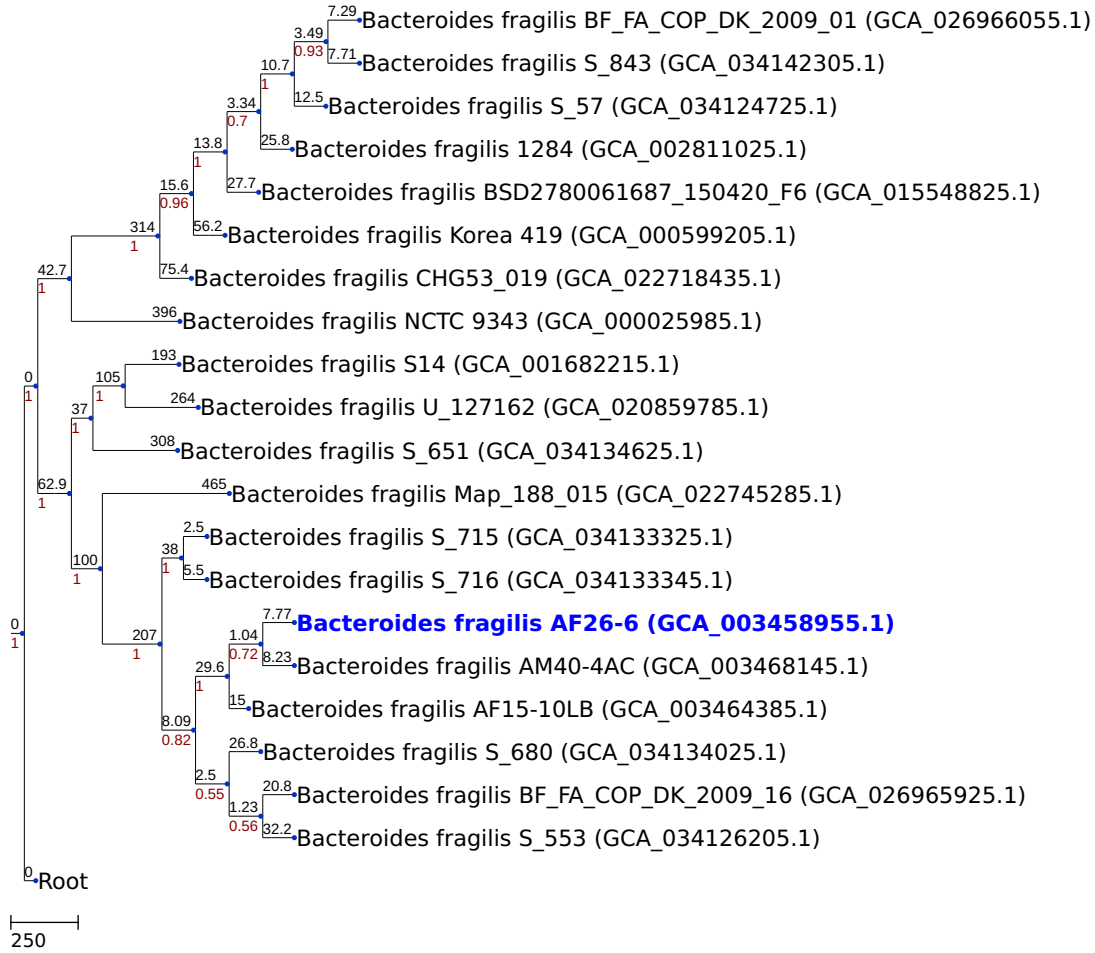 7.29
Bacteroides fragilis BF_FA_COP_DK_2009_01 (GCA_026966055.1)
3.49
0.93
7.71
Bacteroides fragilis S_843 (GCA_034142305.1)
10.7
1
12.5
Bacteroides fragilis S_57 (GCA_034124725.1)
3.34
0.7
25.8
Bacteroides fragilis 1284 (GCA_002811025.1)
13.8
1
27.7
Bacteroides fragilis BSD2780061687_150420_F6 (GCA_015548825.1)
15.6
0.96
56.2
Bacteroides fragilis Korea 419 (GCA_000599205.1)
314
1
75.4
Bacteroides fragilis CHG53_019 (GCA_022718435.1)
42.7
1
396
Bacteroides fragilis NCTC 9343 (GCA_000025985.1)
0
1
193
Bacteroides fragilis S14 (GCA_001682215.1)
105
1
264
Bacteroides fragilis U_127162 (GCA_020859785.1)
37
1
308
Bacteroides fragilis S_651 (GCA_034134625.1)
62.9
1
465
Bacteroides fragilis Map_188_015 (GCA_022745285.1)
2.5
Bacteroides fragilis S_715 (GCA_034133325.1)
38
1
100
1
5.5
Bacteroides fragilis S_716 (GCA_034133345.1)
7.77
Bacteroides fragilis AF26-6 (GCA_003458955.1)
0
1
207
1
1.04
0.72
8.23
Bacteroides fragilis AM40-4AC (GCA_003468145.1)
29.6
1
15
Bacteroides fragilis AF15-10LB (GCA_003464385.1)
8.09
0.82
26.8
Bacteroides fragilis S_680 (GCA_034134025.1)
2.5
0.55
20.8
Bacteroides fragilis BF_FA_COP_DK_2009_16 (GCA_026965925.1)
1.23
0.56
32.2
Bacteroides fragilis S_553 (GCA_034126205.1)
0
Root
250